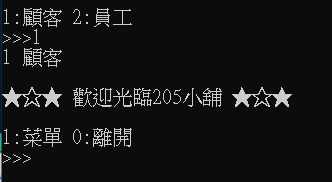 1:顧客 2:員工
>>>1
1 顧客
★☆★ 歡迎光臨205小舖 ★☆★
1:菜單 0:離開
>>>